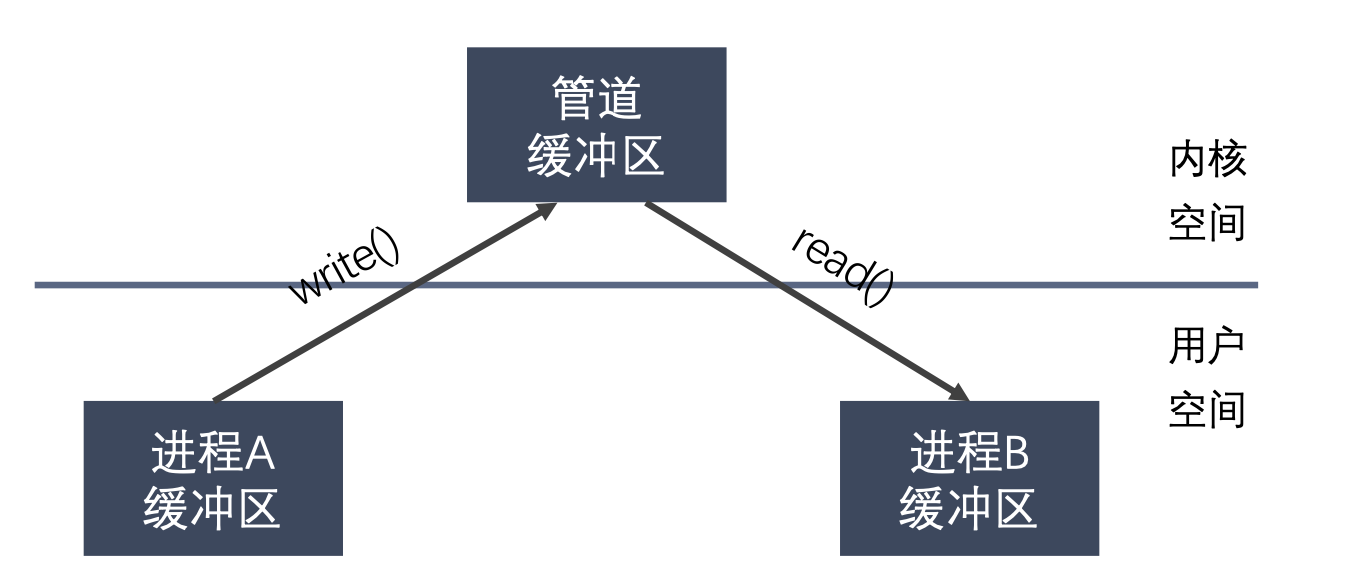 管道
缓冲区
内核
空间
write()
read()
用户
空间
进程A
缓冲区
进程B
缓冲区